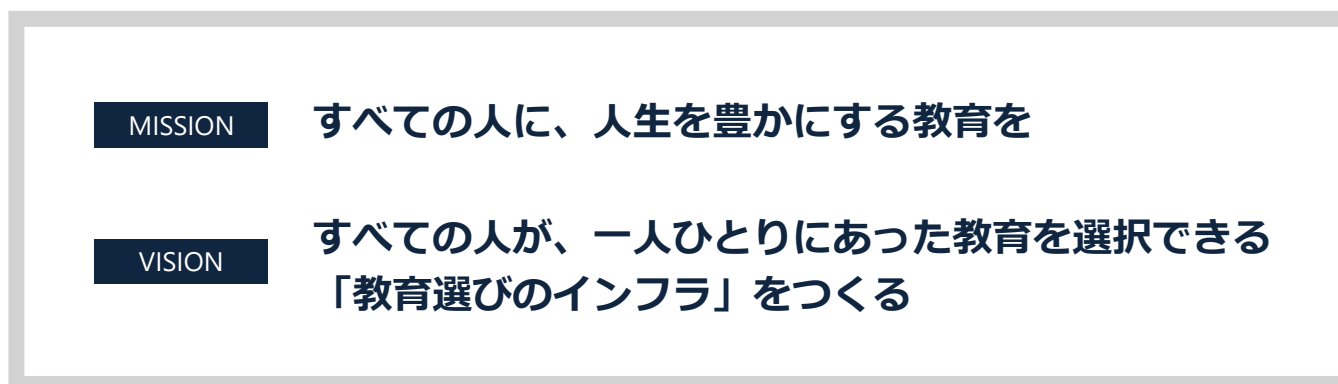 MISSION
すべての人に、人生を豊かにする教育を
VISION
すべての人が、一人ひとりにあった教育を選択できる
「教育選びのインフラ」をつくる